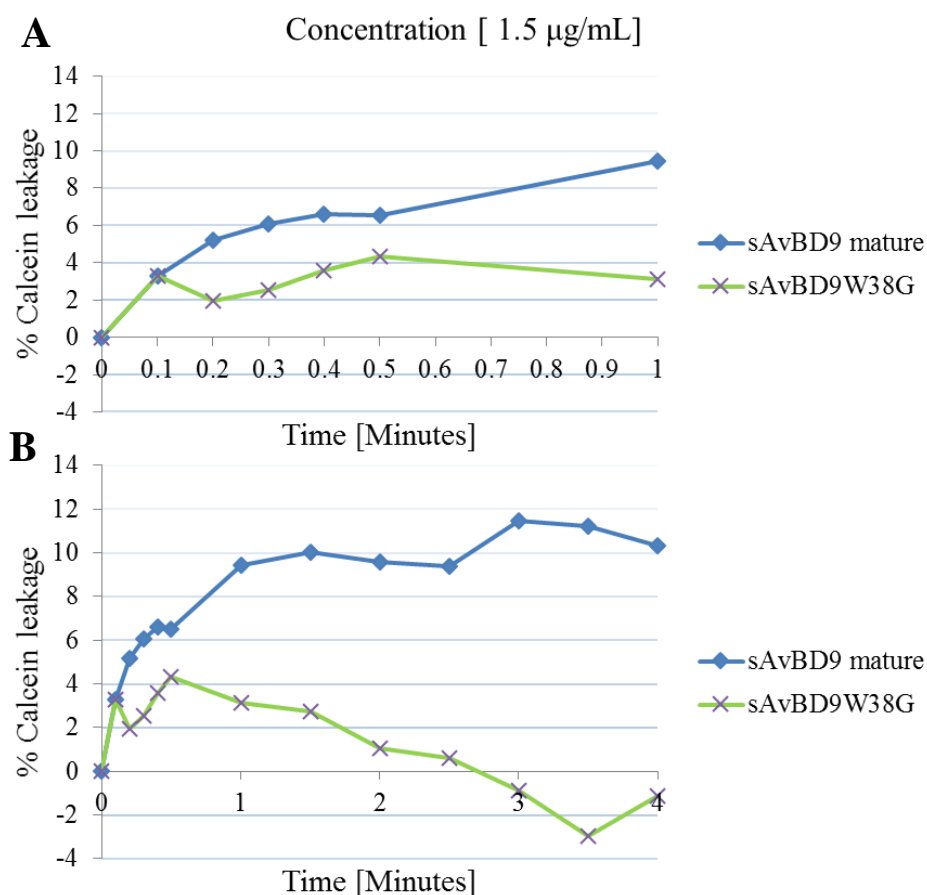 A
Concentration [ 1.5 μg/mL]
14
12
10
8
6
4
2
0
-2
-4
% Calcein leakage
0 0.1 0.2 0.3 0.4 0.5 0.6 0.7 0.8 0.9 1
Time [Minutes]
sAvBD9 mature
sAvBD9W38G
B
14
12
10
8
6
4
2
0
-2
-4
% Calcein leakage
0 1 2 3 4
Time [Minutes]
sAvBD9 mature
sAvBD9W38G